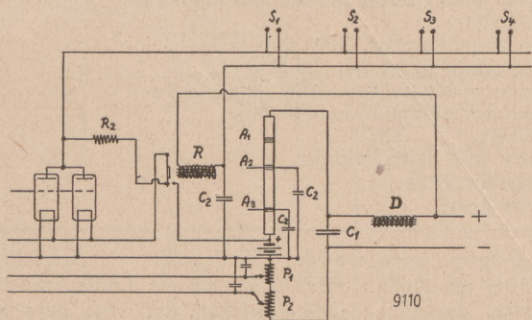 S1 S2 S3 S4
R2 R A1
A2
C2 C2
A3
C2
D
+ −
C1
+
P1
P2
9110